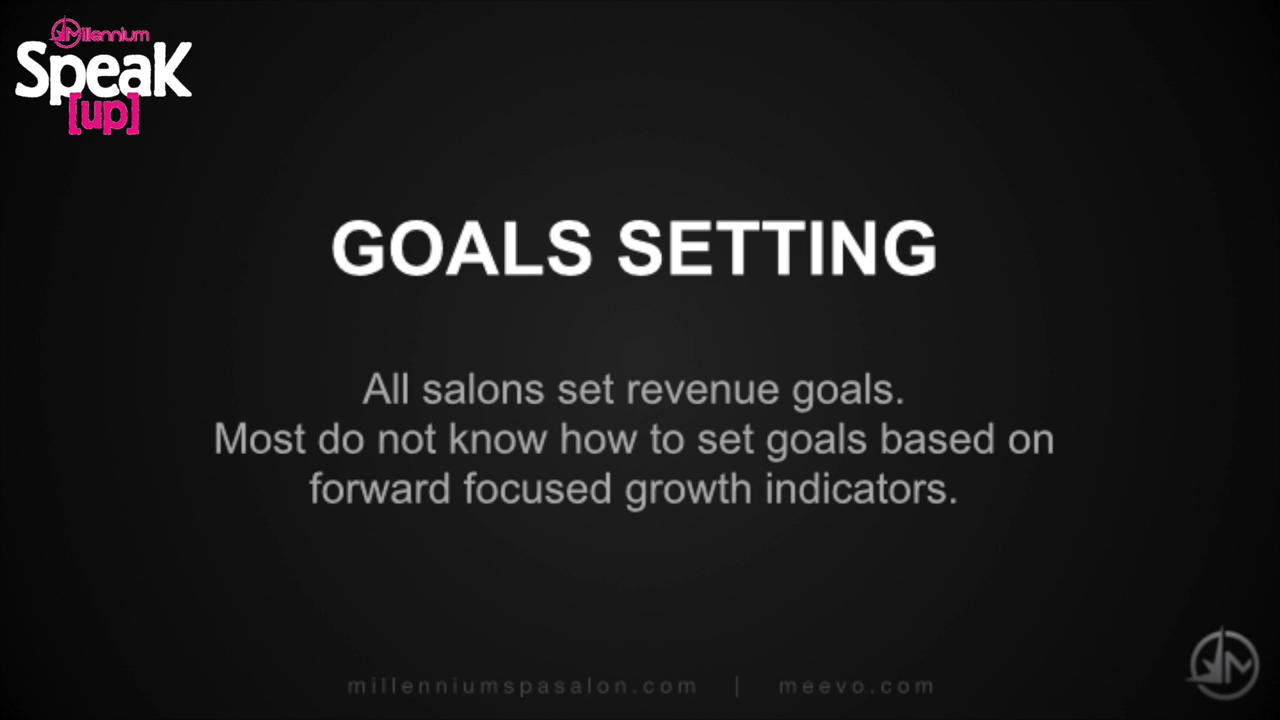 Millennium
Speak
[up]
GOALS SETTING
All salons set revenue goals.
Most do not know how to set goals based on
forward focused growth indicators.
millenniumspasalon.com | meevo.com